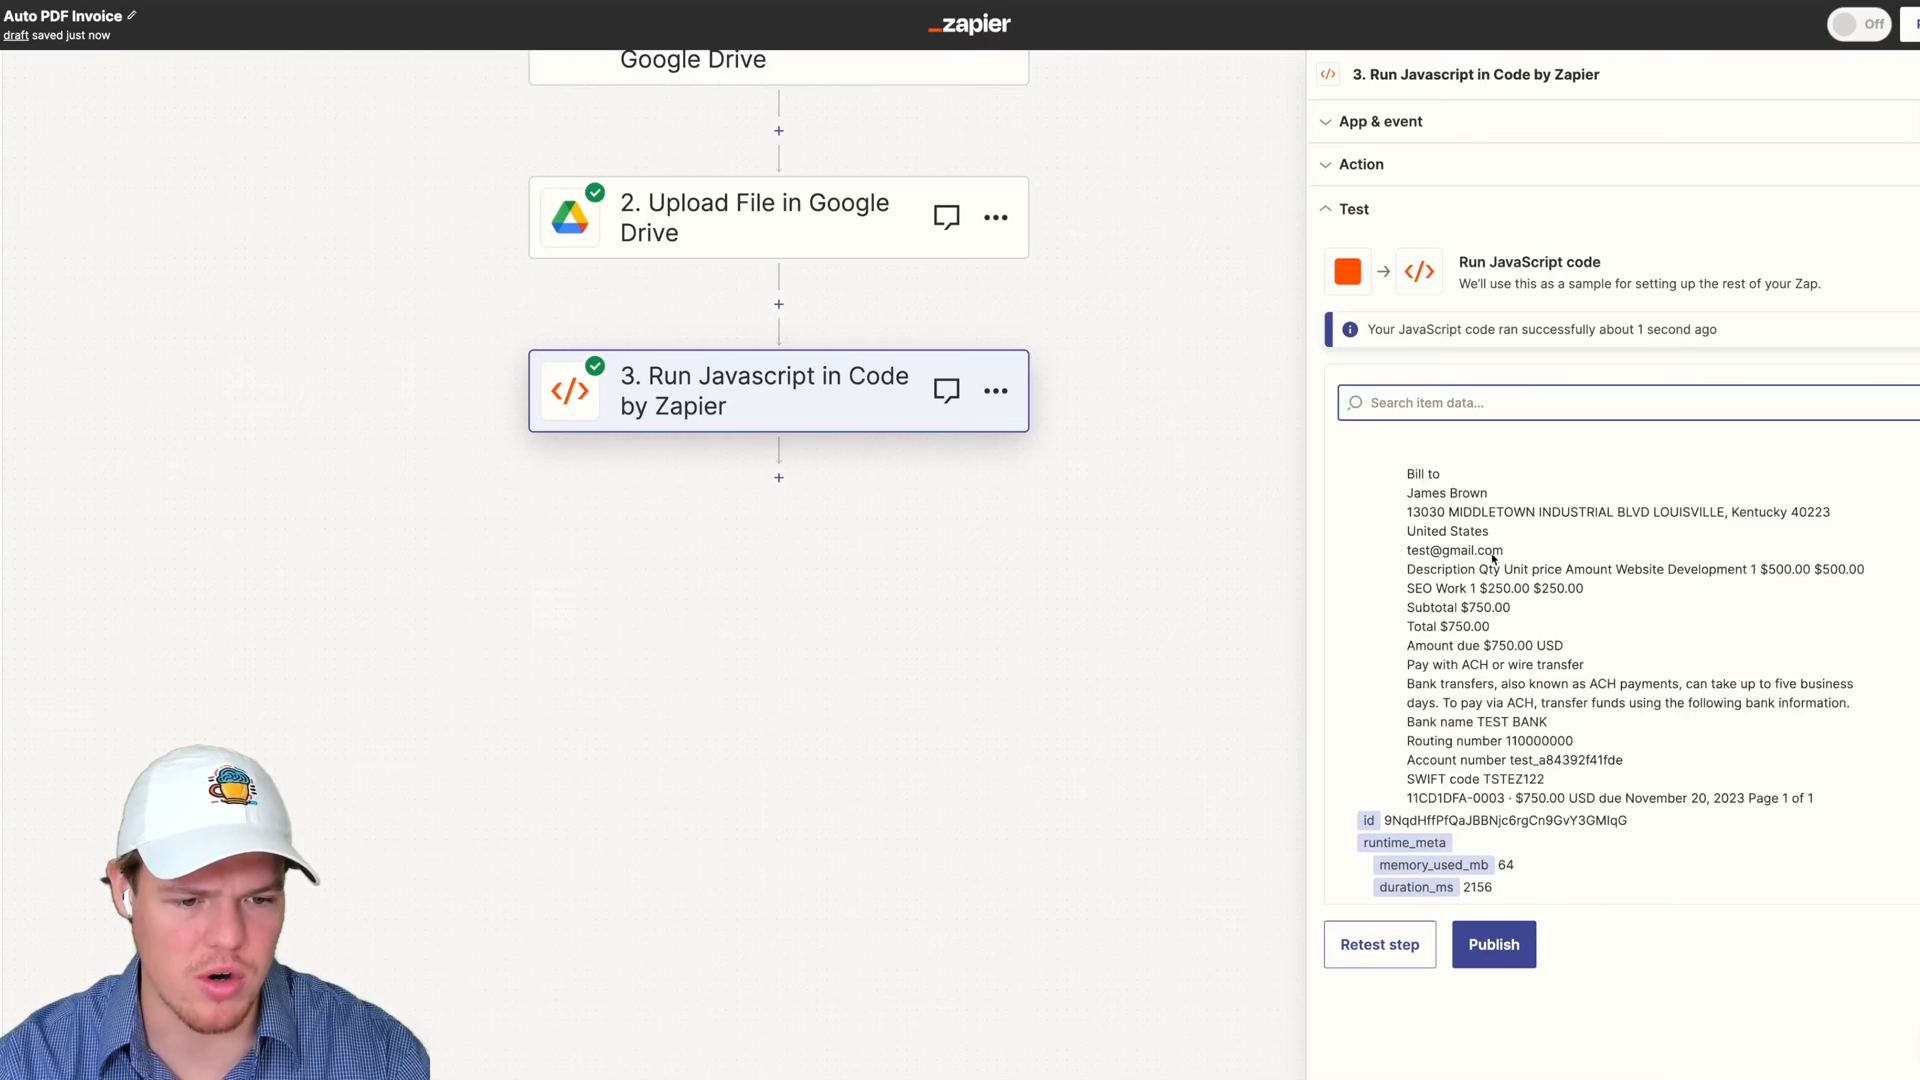 Auto PDF Invoice
draft saved just now
_zapier
Off
Google Drive
+
2. Upload File in Google
Drive
+
3. Run Javascript in Code
by Zapier
+
3. Run Javascript in Code by Zapier
App & event
Action
Test
Run JavaScript code
We'll use this as a sample for setting up the rest of your Zap.
Your JavaScript code ran successfully about 1 second ago
Search item data...
Bill to
James Brown
13030 MIDDLETOWN INDUSTRIAL BLVD LOUISVILLE, Kentucky 40223
United States
test@gmail.com
Description Qty Unit price Amount Website Development 1 $500.00 $500.00
SEO Work 1 $250.00 $250.00
Subtotal $750.00
Total $750.00
Amount due $750.00 USD
Pay with ACH or wire transfer
Bank transfers, also known as ACH payments, can take up to five business
days. To pay via ACH, transfer funds using the following bank information.
Bank name TEST BANK
Routing number 110000000
Account number test_a84392f41fde
SWIFT code TSTEZ122
11CD1DFA-0003 · $750.00 USD due November 20, 2023 Page 1 of 1
id 9NqdHffPfQaJBBNjc6rgCn9GvY3GMIqG
runtime_meta
memory_used_mb 64
duration_ms 2156
Retest step
Publish